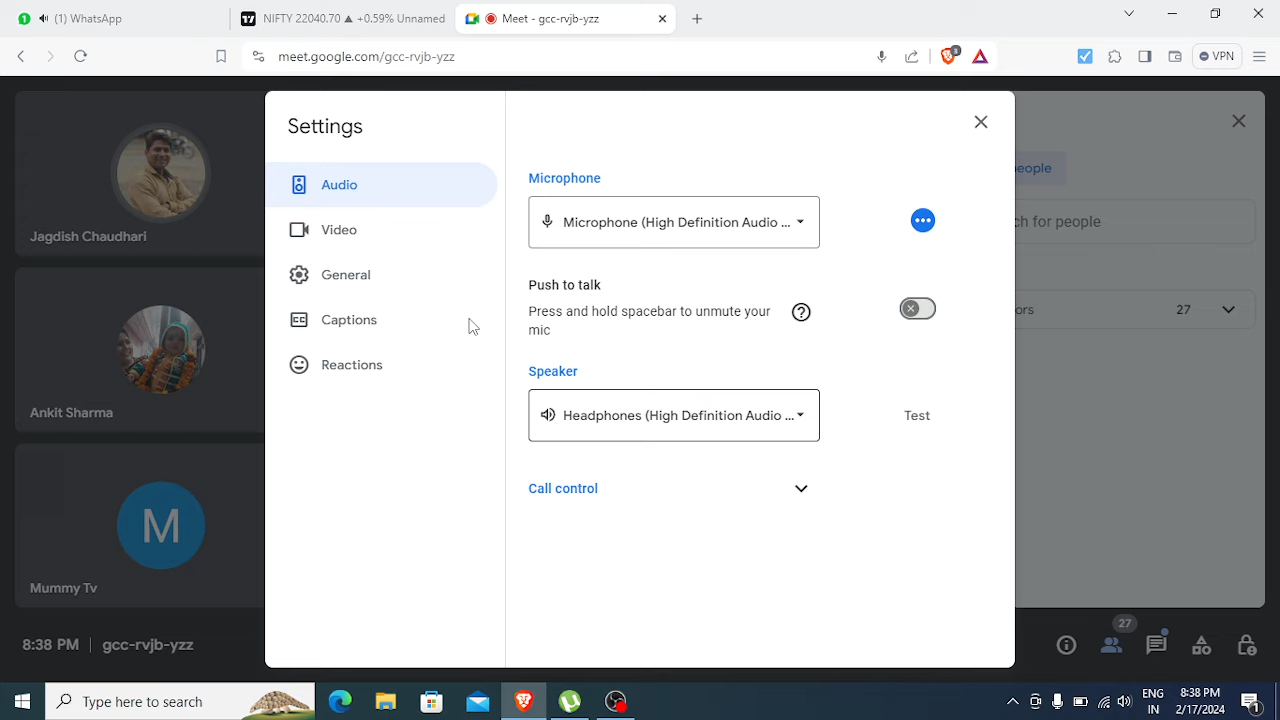 (1) WhatsApp
NIFTY 22040.70 ▲ +0.59% Unnamed
Meet - gcc-rvjb-yzz
meet.google.com/gcc-rvjb-yzz
3
VPN
Jagdish Chaudhari
Ankit Sharma
M
Mummy Tv
8:38 PM | gcc-rvjb-yzz
Settings
Audio
Video
General
Captions
Reactions
Microphone
Microphone (High Definition Audio ...
Push to talk
Press and hold spacebar to unmute your
mic
Speaker
Headphones (High Definition Audio ...
Test
Call control
people
ch for people
ors 27
27
Type here to search
ENG
IN
8:38 PM
2/17/2024
1